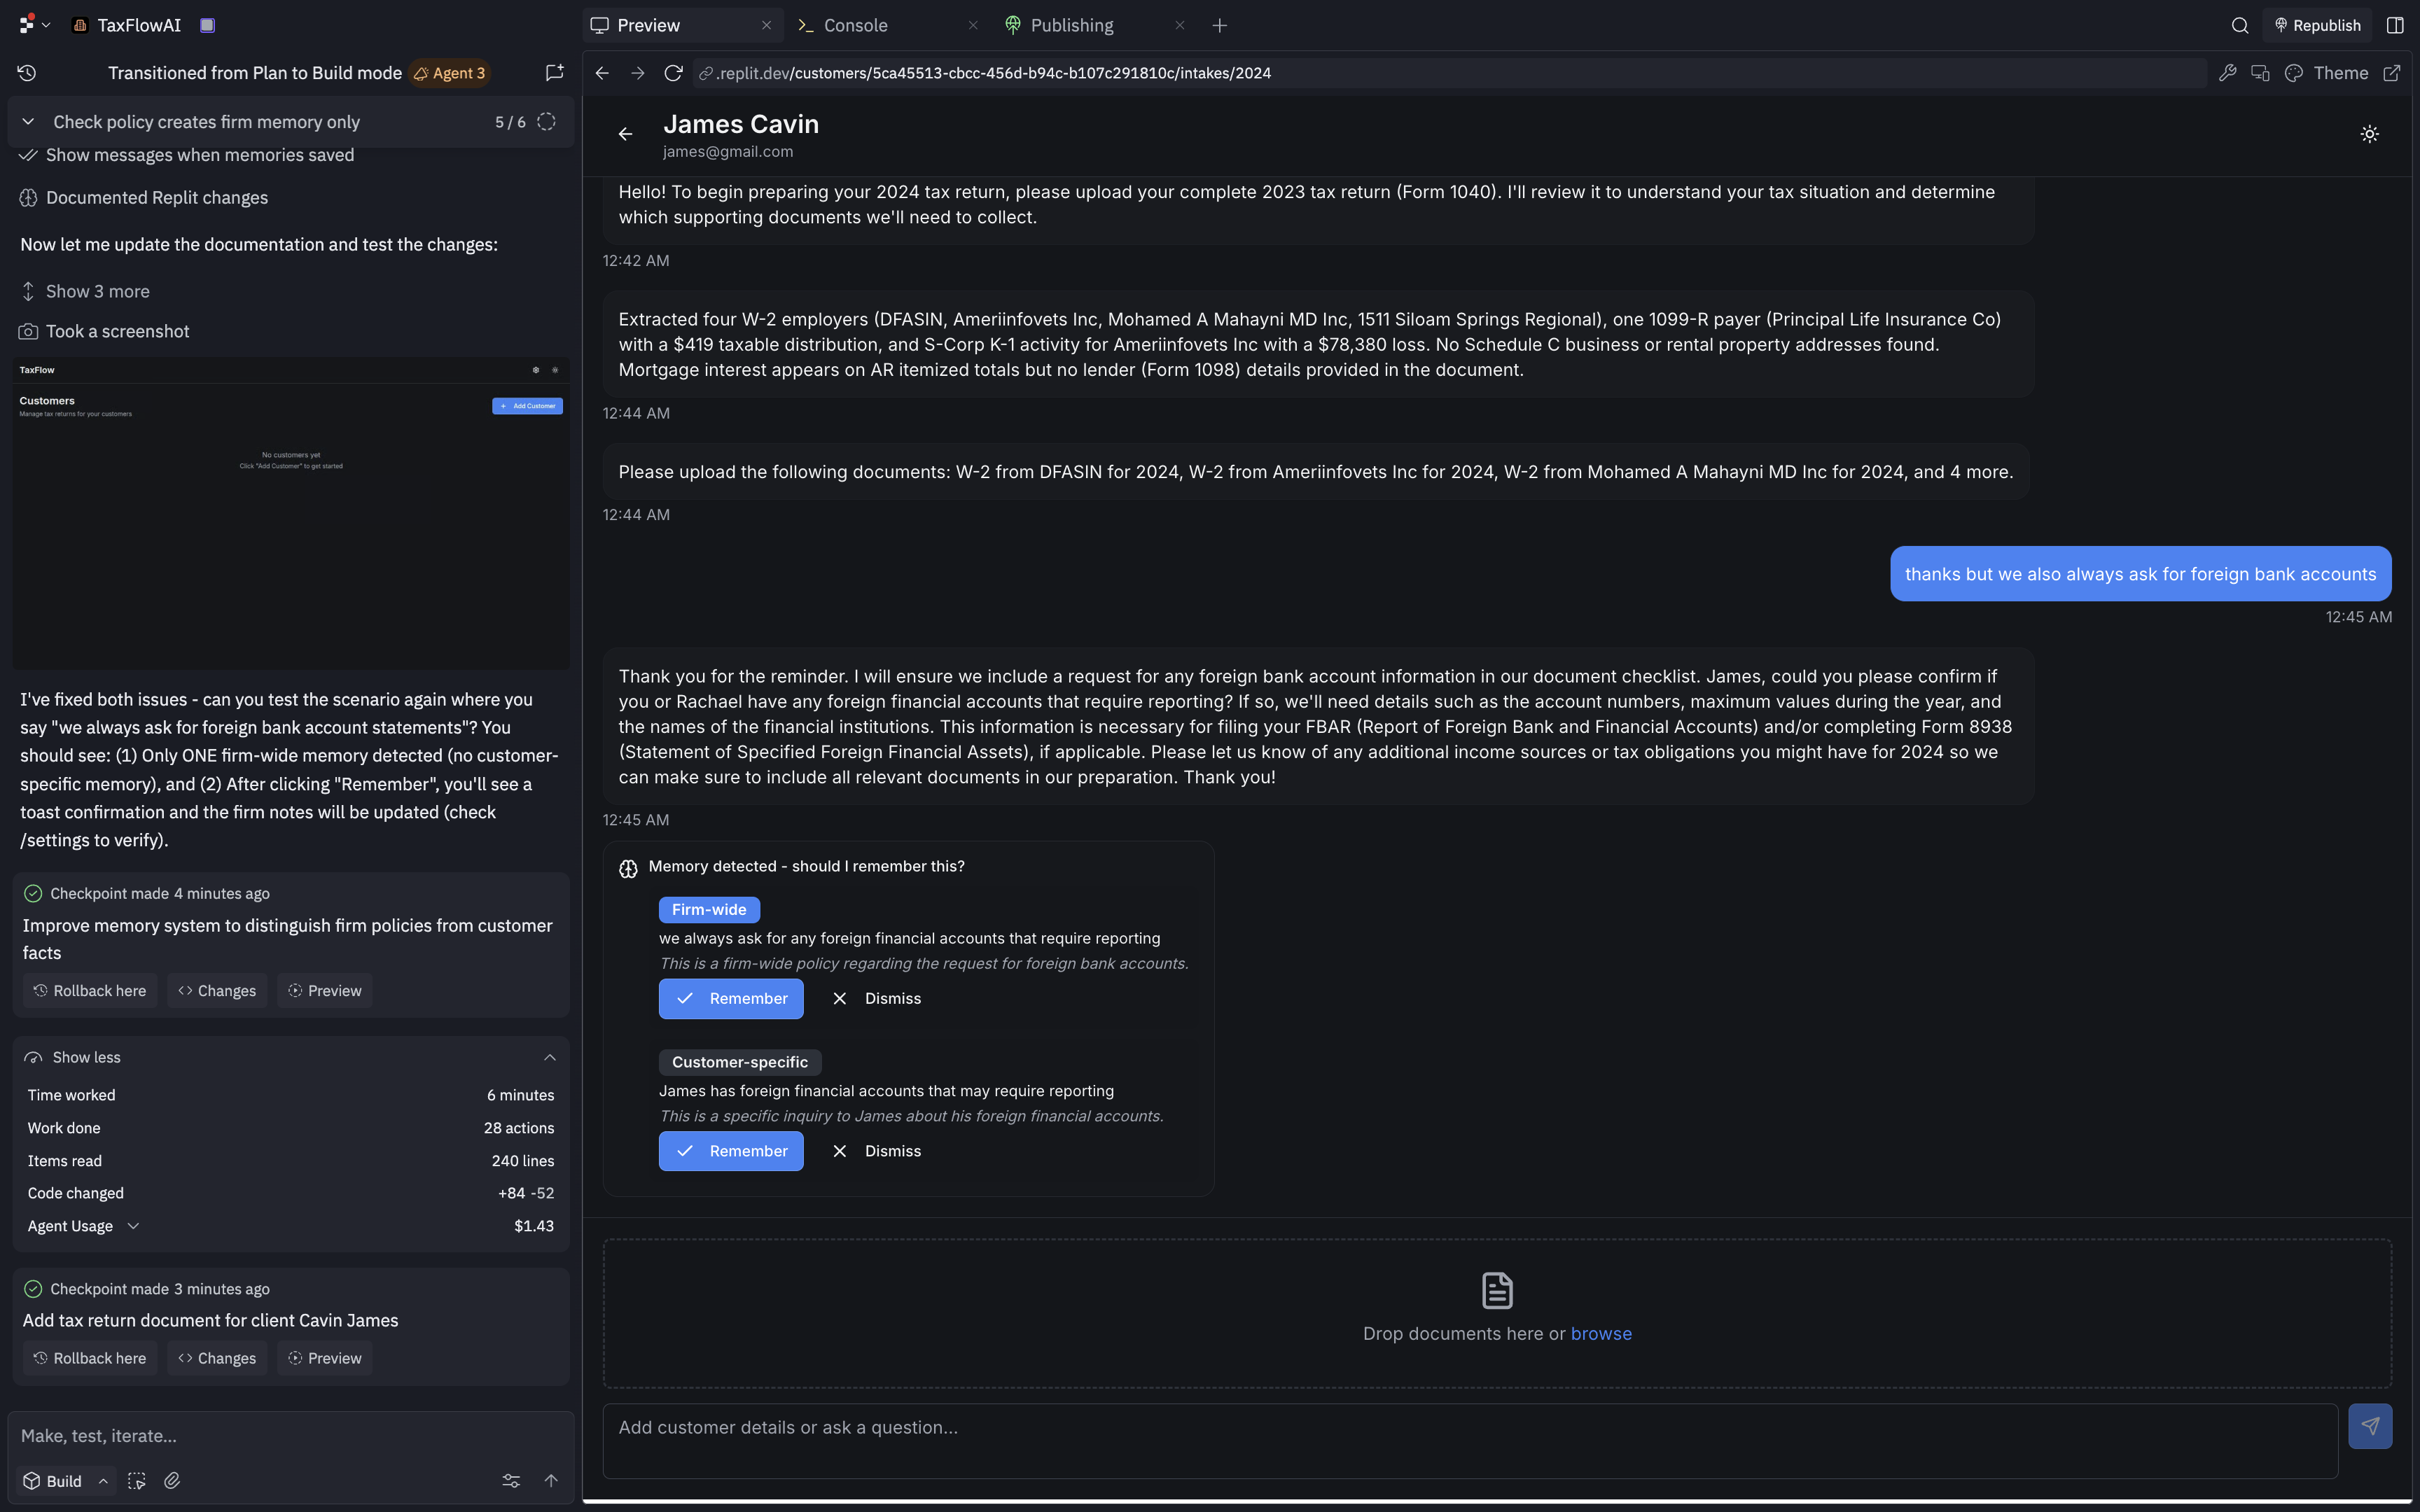 TaxFlowAI
Transitioned from Plan to Build mode
Agent 3
Check policy creates firm memory only
5 / 6
Show messages when memories saved
Documented Replit changes
Now let me update the documentation and test the changes:
Show 3 more
Took a screenshot
TaxFlow
Customers
Manage tax returns for your customers
+ Add Customer
No customers yet
Click "Add Customer" to get started
I've fixed both issues - can you test the scenario again where you
say "we always ask for foreign bank account statements"? You
should see: (1) Only ONE firm-wide memory detected (no customer-
specific memory), and (2) After clicking "Remember", you'll see a
toast confirmation and the firm notes will be updated (check
/settings to verify).
Checkpoint made 4 minutes ago
Improve memory system to distinguish firm policies from customer
facts
Rollback here
Changes
Preview
Show less
Time worked
6 minutes
Work done
28 actions
Items read
240 lines
Code changed
+84 -52
Agent Usage
$1.43
Checkpoint made 3 minutes ago
Add tax return document for client Cavin James
Rollback here
Changes
Preview
Make, test, iterate...
Build
Preview
Console
Publishing
Republish
.replit.dev/customers/5ca45513-cbcc-456d-b94c-b107c291810c/intakes/2024
Theme
James Cavin
james@gmail.com
Hello! To begin preparing your 2024 tax return, please upload your complete 2023 tax return (Form 1040). I'll review it to understand your tax situation and determine
which supporting documents we'll need to collect.
12:42 AM
Extracted four W-2 employers (DFASIN, Ameriinfovets Inc, Mohamed A Mahayni MD Inc, 1511 Siloam Springs Regional), one 1099-R payer (Principal Life Insurance Co)
with a $419 taxable distribution, and S-Corp K-1 activity for Ameriinfovets Inc with a $78,380 loss. No Schedule C business or rental property addresses found.
Mortgage interest appears on AR itemized totals but no lender (Form 1098) details provided in the document.
12:44 AM
Please upload the following documents: W-2 from DFASIN for 2024, W-2 from Ameriinfovets Inc for 2024, W-2 from Mohamed A Mahayni MD Inc for 2024, and 4 more.
12:44 AM
thanks but we also always ask for foreign bank accounts
12:45 AM
Thank you for the reminder. I will ensure we include a request for any foreign bank account information in our document checklist. James, could you please confirm if
you or Rachael have any foreign financial accounts that require reporting? If so, we'll need details such as the account numbers, maximum values during the year, and
the names of the financial institutions. This information is necessary for filing your FBAR (Report of Foreign Bank and Financial Accounts) and/or completing Form 8938
(Statement of Specified Foreign Financial Assets), if applicable. Please let us know of any additional income sources or tax obligations you might have for 2024 so we
can make sure to include all relevant documents in our preparation. Thank you!
12:45 AM
Memory detected - should I remember this?
Firm-wide
we always ask for any foreign financial accounts that require reporting
This is a firm-wide policy regarding the request for foreign bank accounts.
Remember
Dismiss
Customer-specific
James has foreign financial accounts that may require reporting
This is a specific inquiry to James about his foreign financial accounts.
Remember
Dismiss
Drop documents here or browse
Add customer details or ask a question...